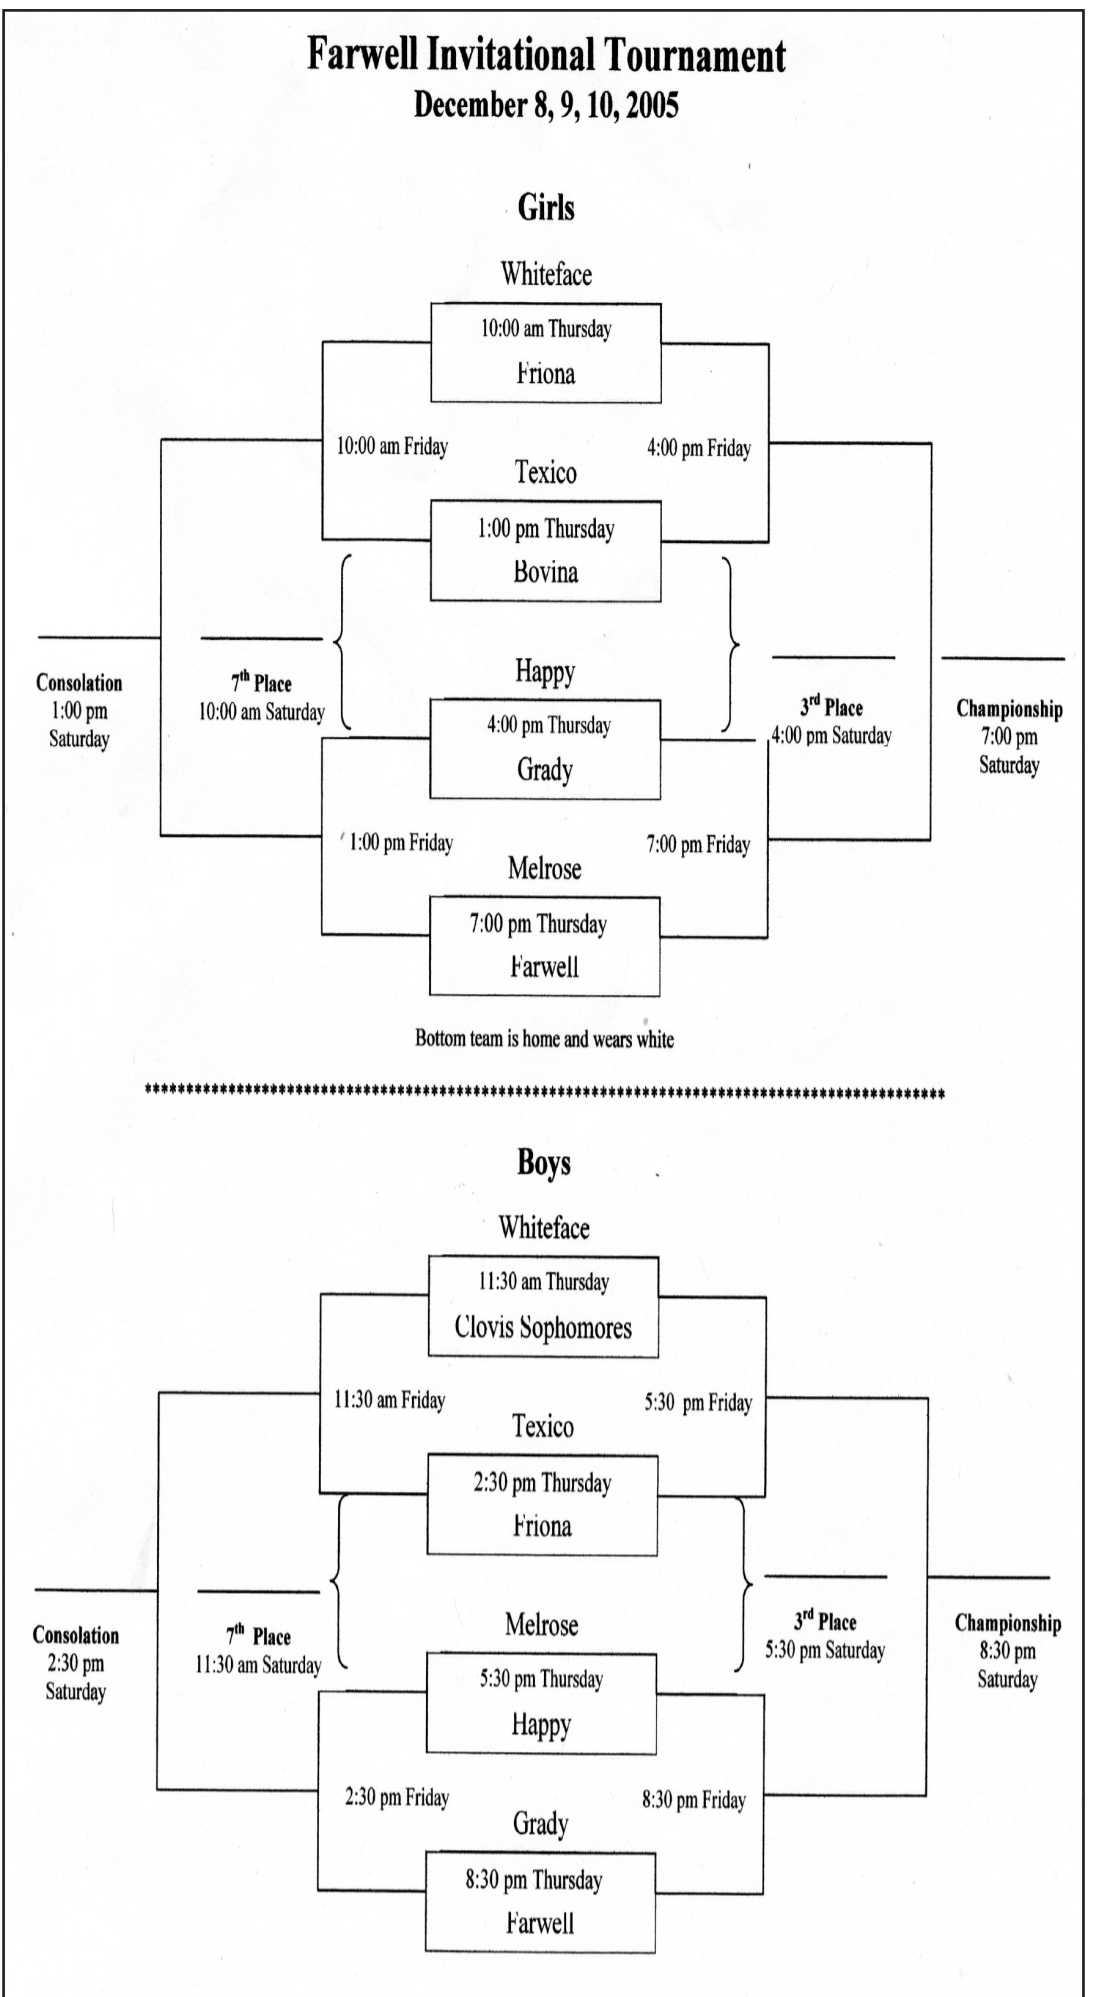 Farwell Invitational Tournament
December 8, 9, 10, 2005
Girls
Whiteface
10:00 am Thursday
Friona
10:00 am Friday
4:00 pm Friday
Texico
1:00 pm Thursday
Bovina
Happy
Consolation
1:00 pm
Saturday
7th Place
10:00 am Saturday
3rd Place
4:00 pm Saturday
Championship
7:00 pm
Saturday
4:00 pm Thursday
Grady
1:00 pm Friday
7:00 pm Friday
Melrose
7:00 pm Thursday
Farwell
Bottom team is home and wears white
****************************************************************************************************
Boys
Whiteface
11:30 am Thursday
Clovis Sophomores
11:30 am Friday
5:30 pm Friday
Texico
2:30 pm Thursday
Friona
Melrose
Consolation
2:30 pm
Saturday
7th Place
11:30 am Saturday
3rd Place
5:30 pm Saturday
Championship
8:30 pm
Saturday
5:30 pm Thursday
Happy
2:30 pm Friday
8:30 pm Friday
Grady
8:30 pm Thursday
Farwell